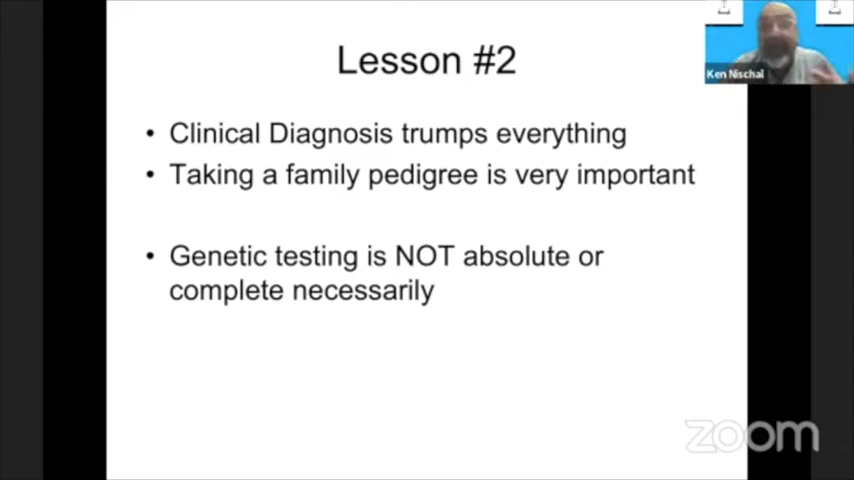 Lesson #2
Ken Nischal
• Clinical Diagnosis trumps everything
• Taking a family pedigree is very important
• Genetic testing is NOT absolute or
complete necessarily
zoom